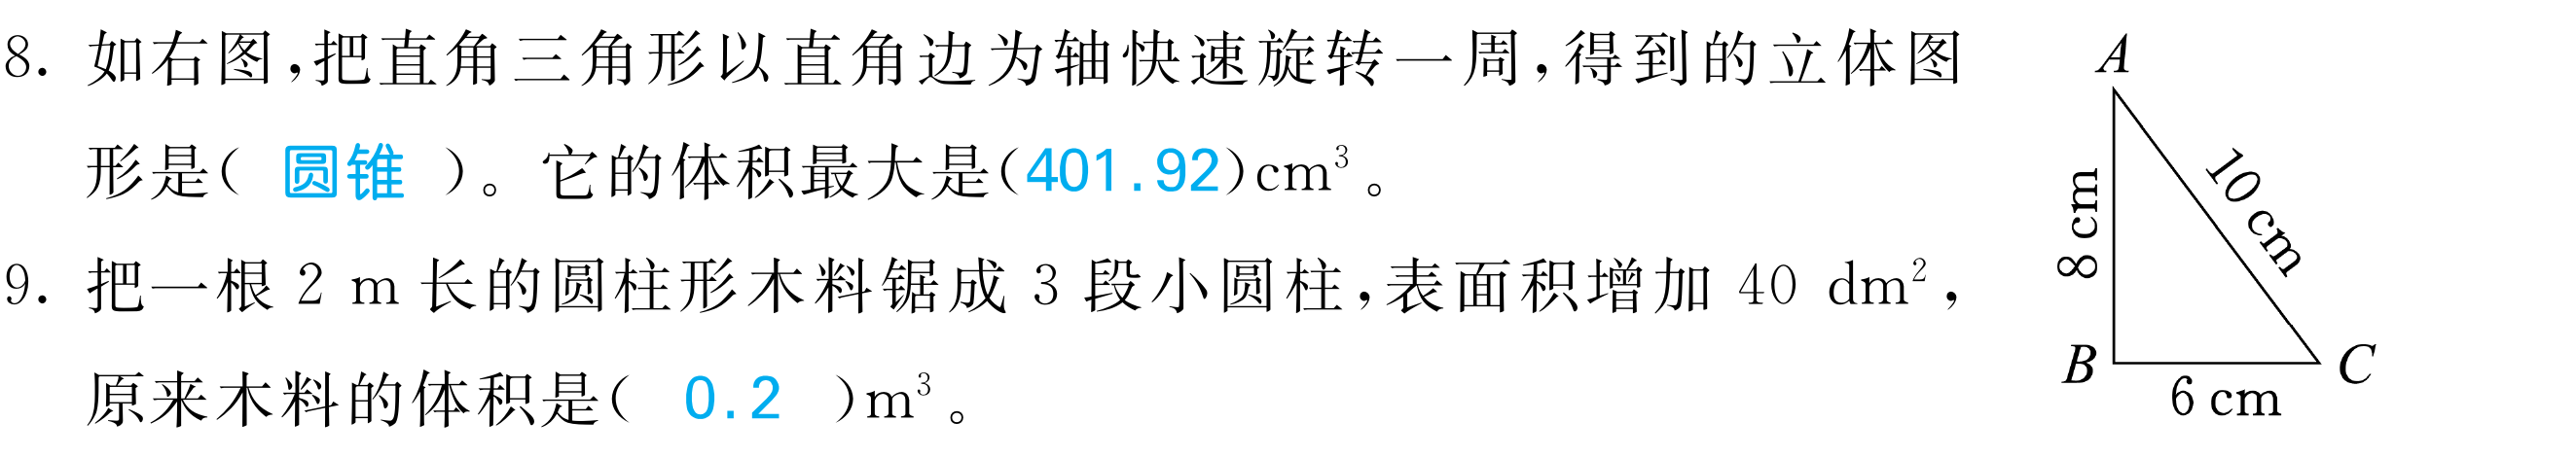 8. 如右图,把直角三角形以直角边为轴快速旋转一周,得到的立体图
形是( 圆锥 )。它的体积最大是(401.92)cm³。
9. 把一根 2 m 长的圆柱形木料锯成 3 段小圆柱,表面积增加 40 dm²,
原来木料的体积是( 0.2 )m³。
A
8 cm
10 cm
B
C
6 cm